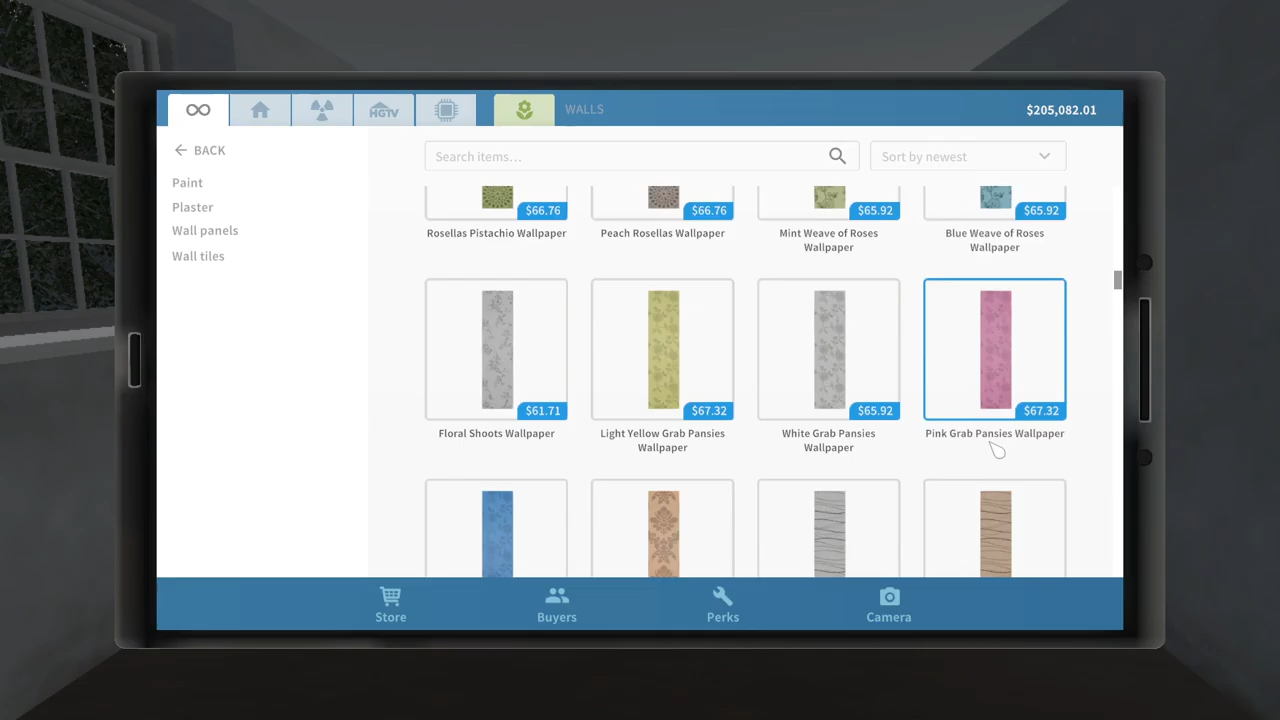 HGTV
WALLS
$205,082.01
BACK
Search items...
Sort by newest
Paint
Plaster
Wall panels
Wall tiles
$66.76
$66.76
$65.92
$65.92
Rosellas Pistachio Wallpaper
Peach Rosellas Wallpaper
Mint Weave of Roses
Wallpaper
Blue Weave of Roses
Wallpaper
$61.71
$67.32
$65.92
$67.32
Floral Shoots Wallpaper
Light Yellow Grab Pansies
Wallpaper
White Grab Pansies
Wallpaper
Pink Grab Pansies Wallpaper
Store
Buyers
Perks
Camera